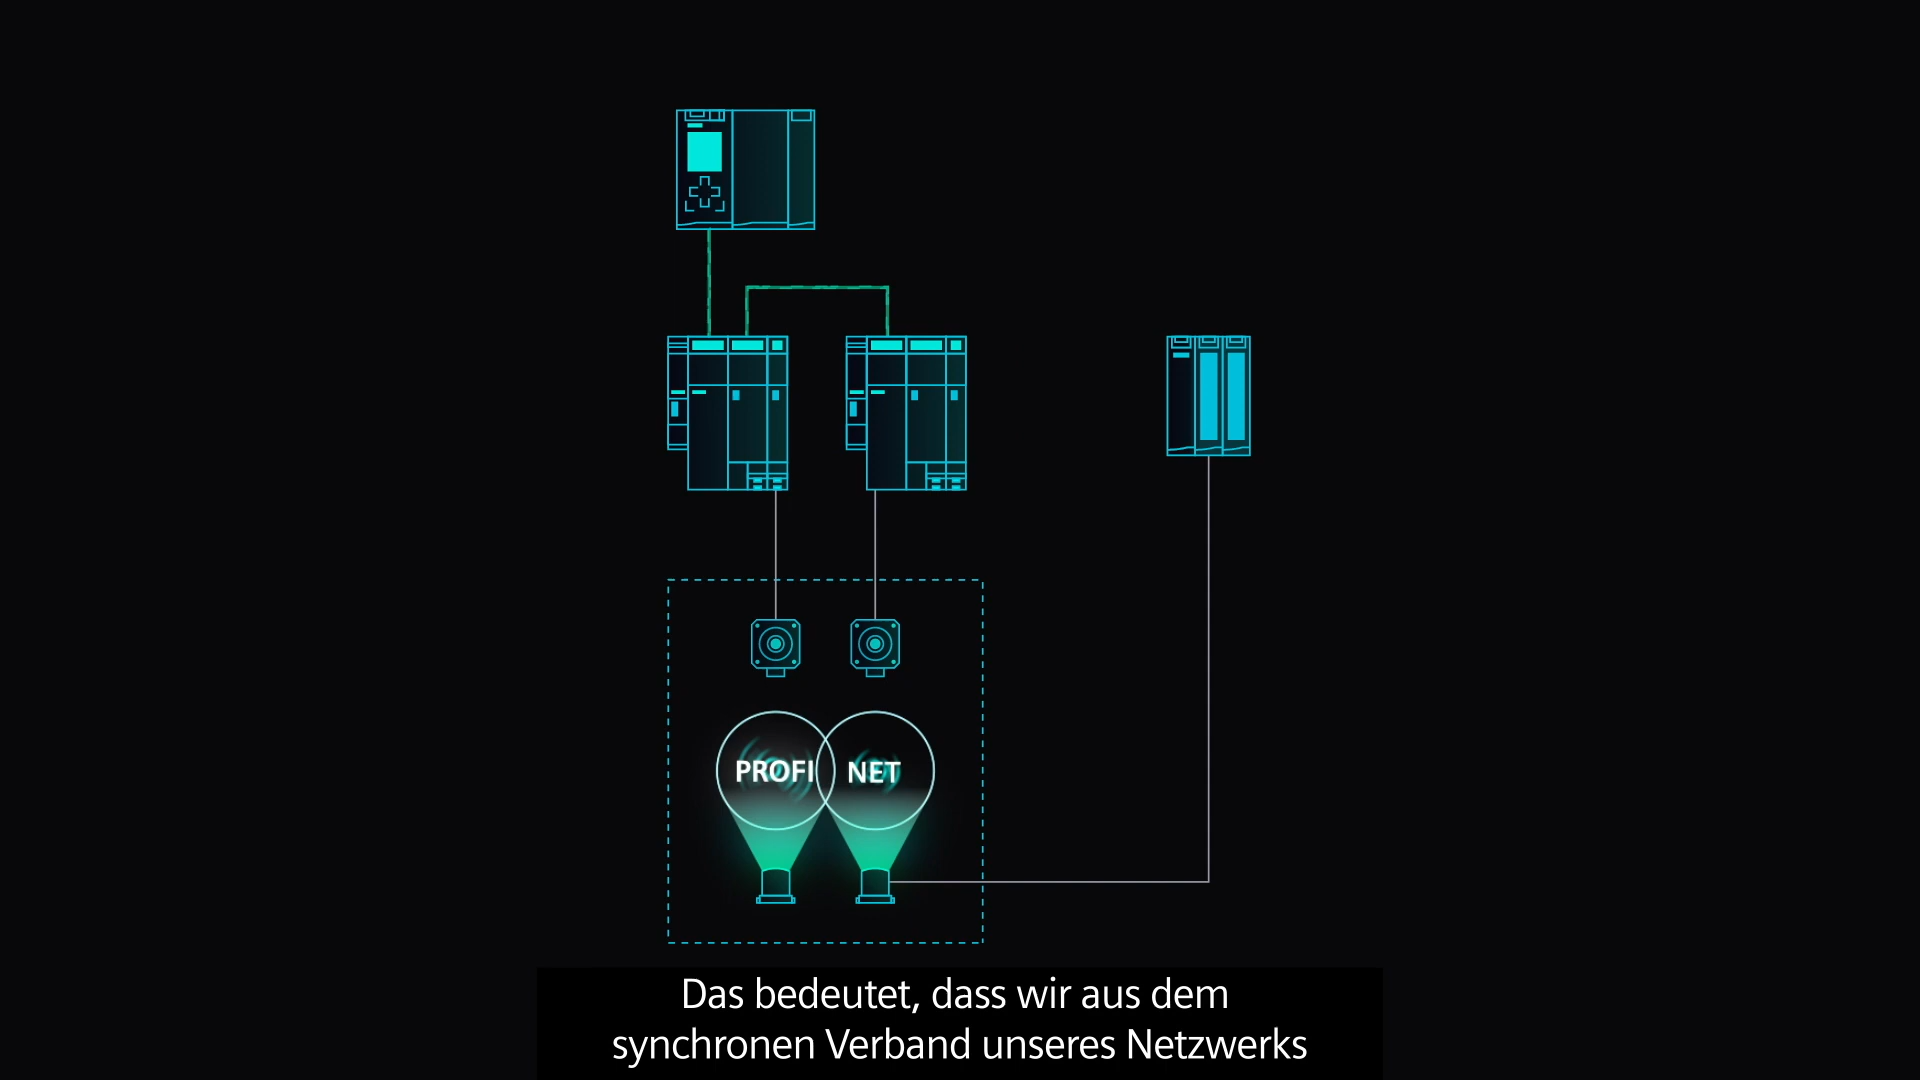 PROFI NET
Das bedeutet, dass wir aus dem
synchronen Verband unseres Netzwerks